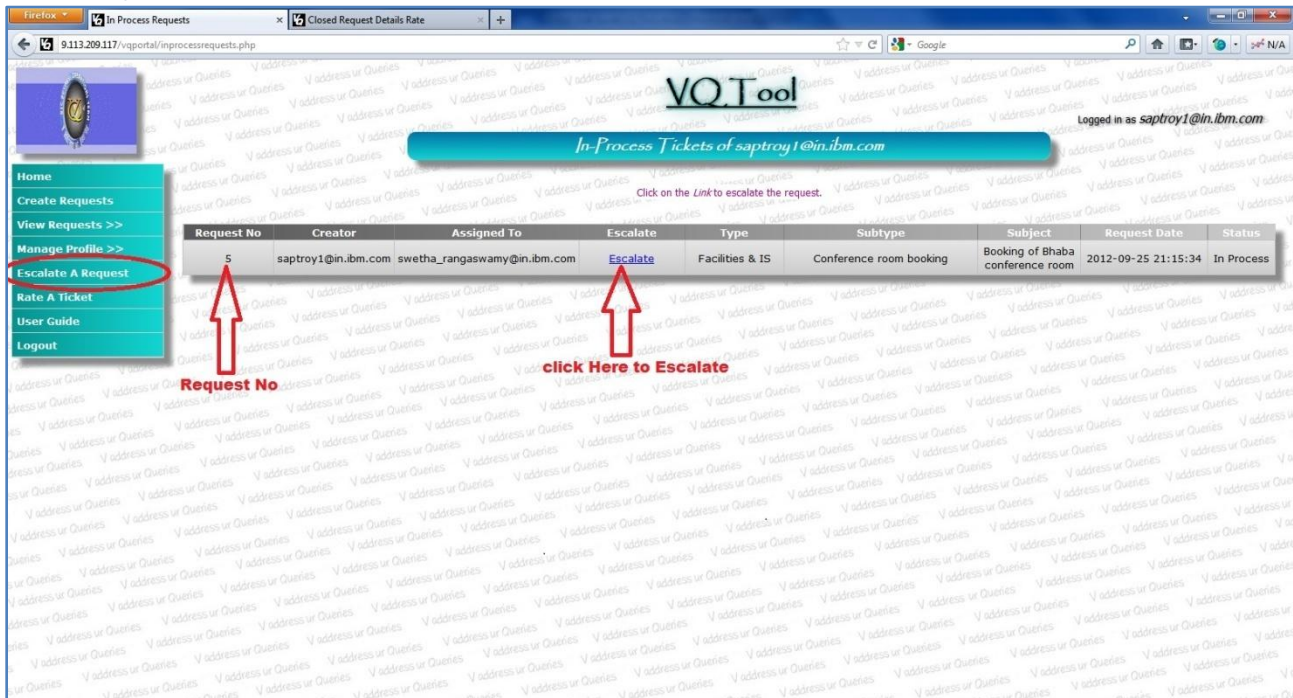 Firefox
In Process Requests
Closed Request Details Rate
9.113.209.117/vqportal/inprocessrequests.php
Google
N/A
VQ Tool
Logged in as saptroy1@in.ibm.com
In-Process Tickets of saptroy1@in.ibm.com
Click on the Link to escalate the request.
Home
Create Requests
View Requests >>
Manage Profile >>
Escalate A Request
Rate A Ticket
User Guide
Logout
Request No Creator Assigned To Escalate Type Subtype Subject Request Date Status
5 saptroy1@in.ibm.com swetha_rangaswamy@in.ibm.com Escalate Facilities & IS Conference room booking Booking of Bhaba conference room 2012-09-25 21:15:34 In Process
Request No
click Here to Escalate
V address ur Queries